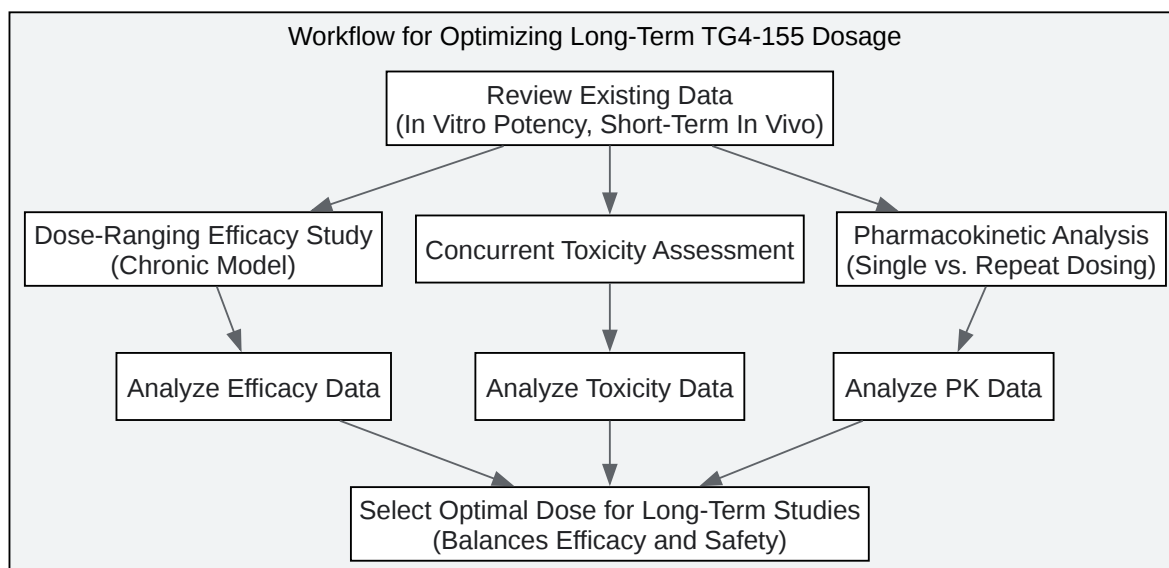 Workflow for Optimizing Long-Term TG4-155 Dosage
Review Existing Data
(In Vitro Potency, Short-Term In Vivo)
Dose-Ranging Efficacy Study
(Chronic Model)
Concurrent Toxicity Assessment
Pharmacokinetic Analysis
(Single vs. Repeat Dosing)
Analyze Efficacy Data
Analyze Toxicity Data
Analyze PK Data
Select Optimal Dose for Long-Term Studies
(Balances Efficacy and Safety)